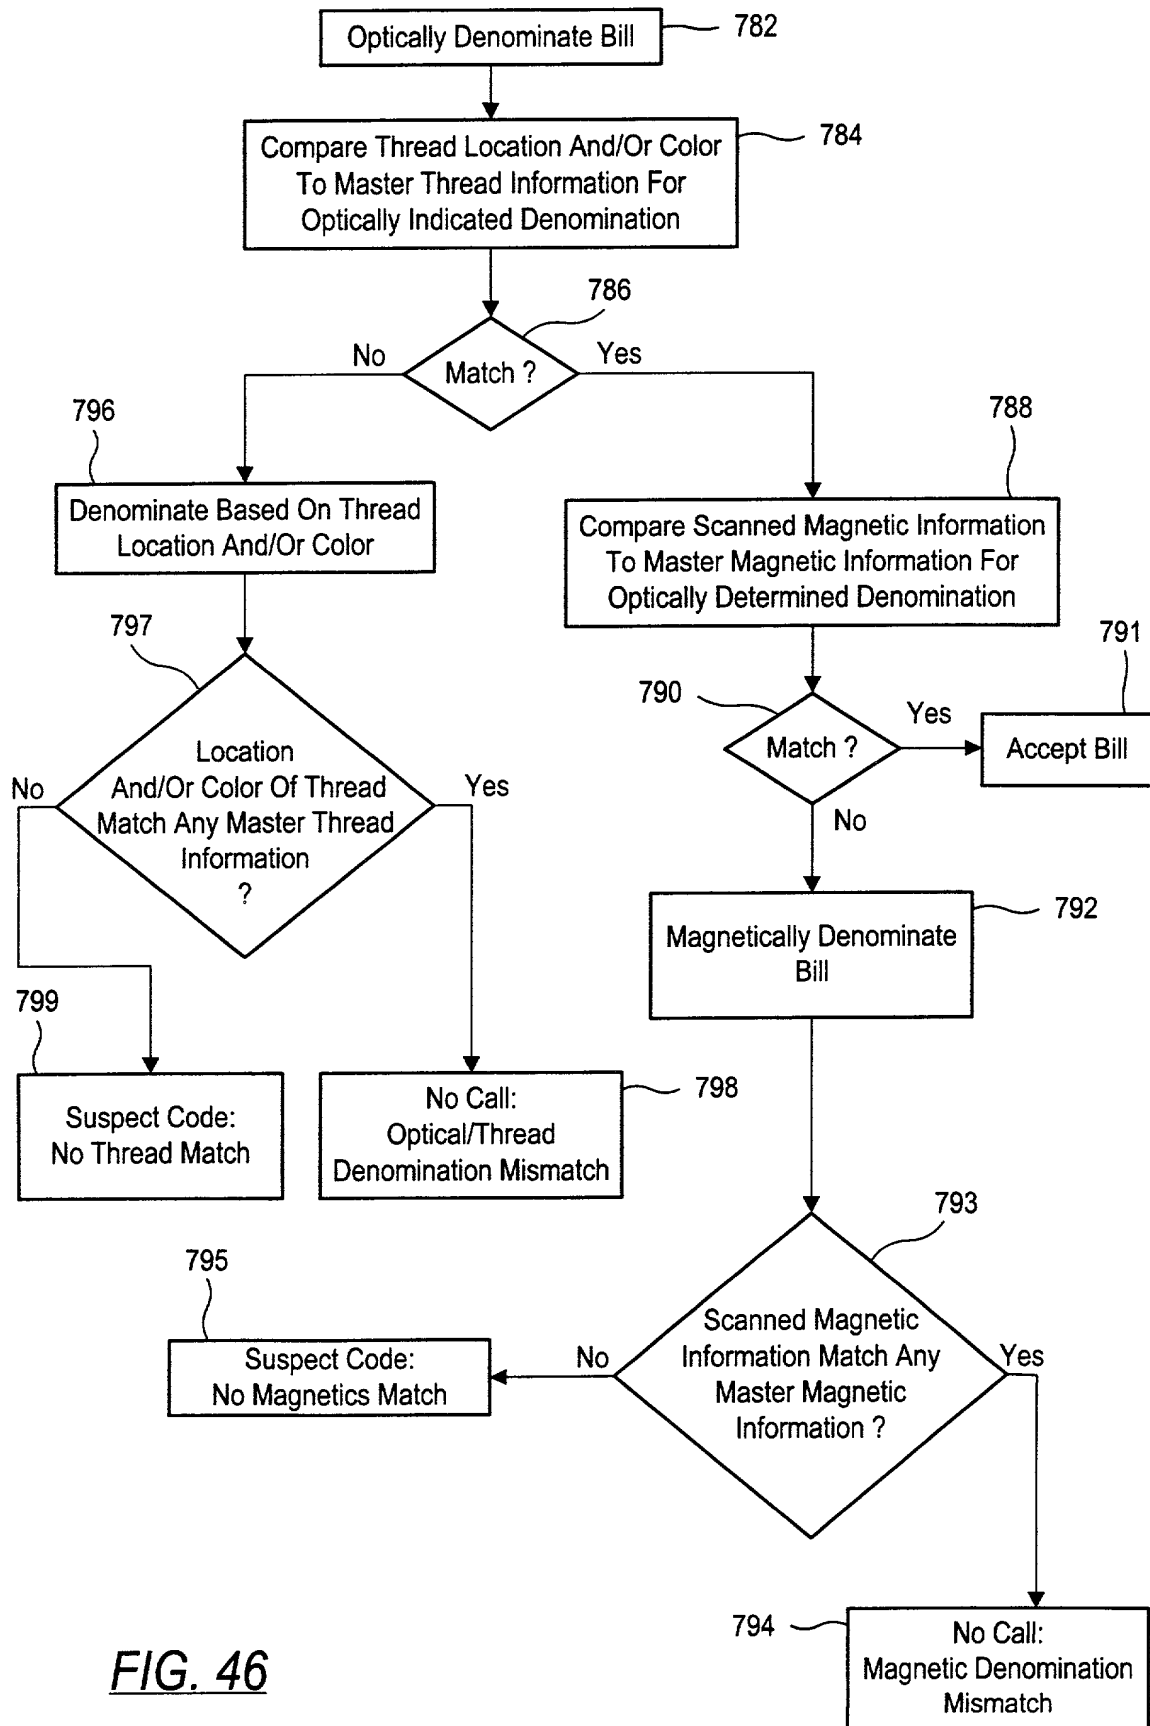 Optically Denominate Bill
782
Compare Thread Location And/Or Color
To Master Thread Information For
Optically Indicated Denomination
784
786
Match ?
No
Yes
796
Denominate Based On Thread
Location And/Or Color
788
Compare Scanned Magnetic Information
To Master Magnetic Information For
Optically Determined Denomination
797
Location
And/Or Color Of Thread
Match Any Master Thread
Information
?
No
Yes
790
Match ?
Yes
No
791
Accept Bill
792
Magnetically Denominate
Bill
799
Suspect Code:
No Thread Match
798
No Call:
Optical/Thread
Denomination Mismatch
793
Scanned Magnetic
Information Match Any
Master Magnetic
Information ?
No
Yes
795
Suspect Code:
No Magnetics Match
794
No Call:
Magnetic Denomination
Mismatch
FIG. 46